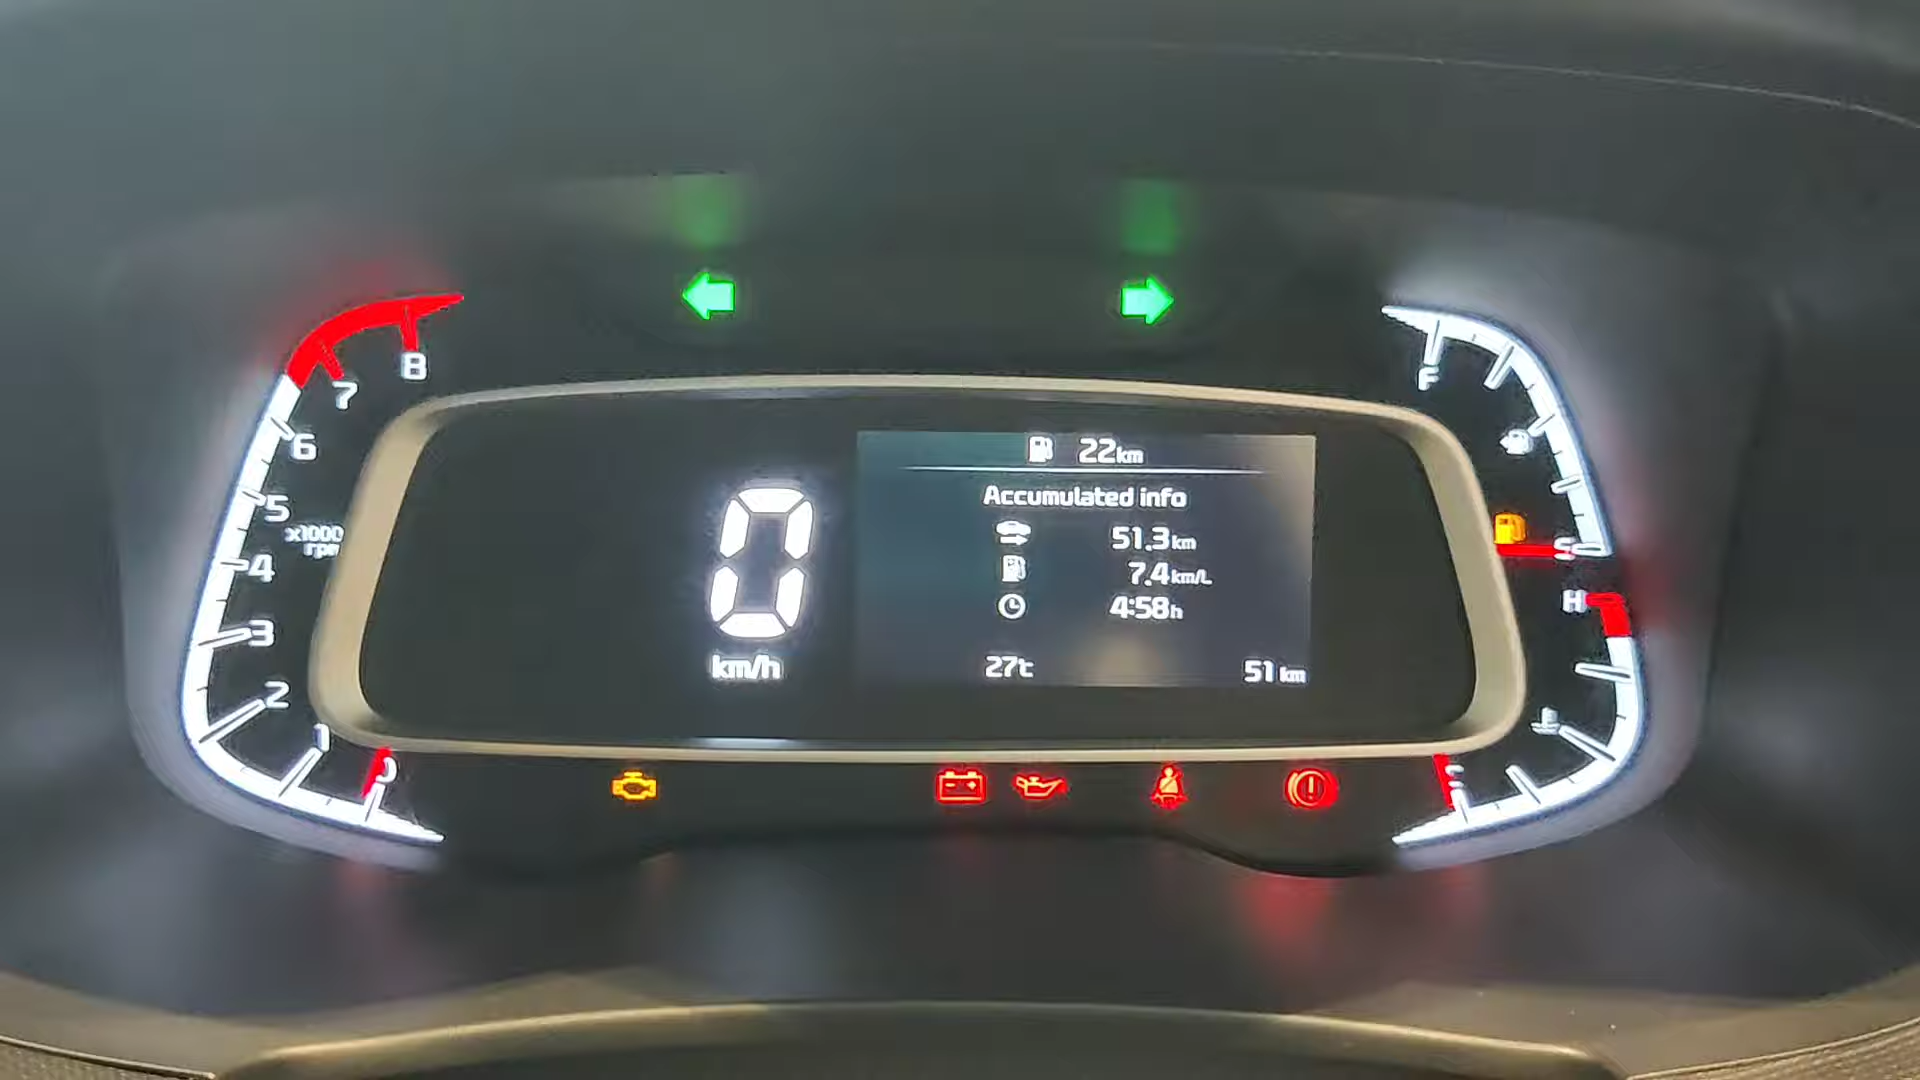 8
7
6
5
x1000
rpm
4
3
2
1
0
0
km/h
22km
Accumulated info
51.3km
7.4km/L
4:58h
27℃
51 km
F
H
C